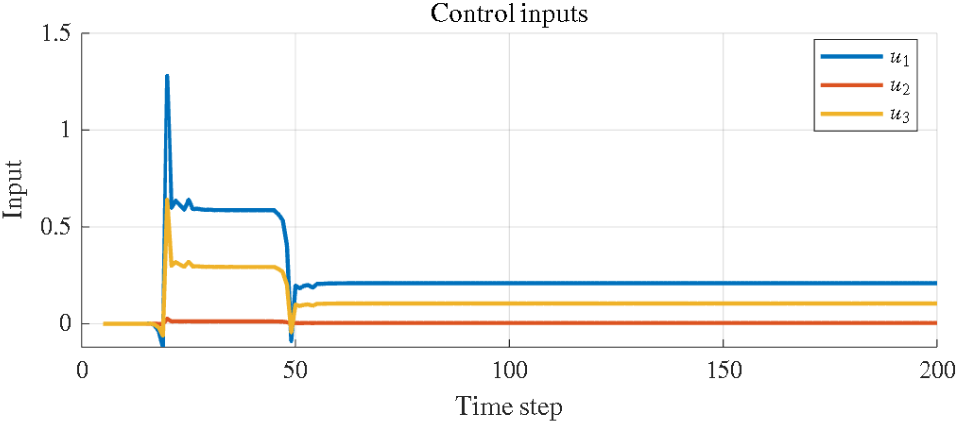 Control inputs
1.5
1
0.5
0
Input
u1
u2
u3
0 50 100 150 200
Time step